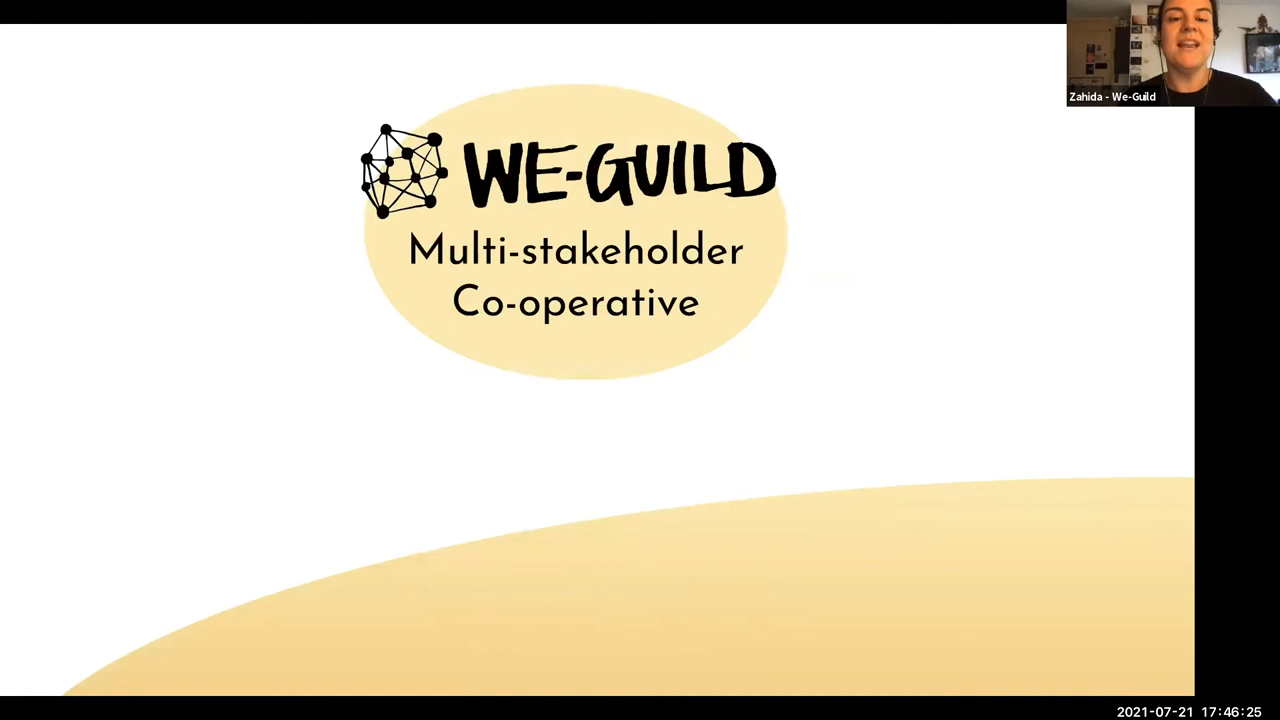 Zahida - We-Guild
WE-GUILD
Multi-stakeholder
Co-operative
2021-07-21 17:46:25